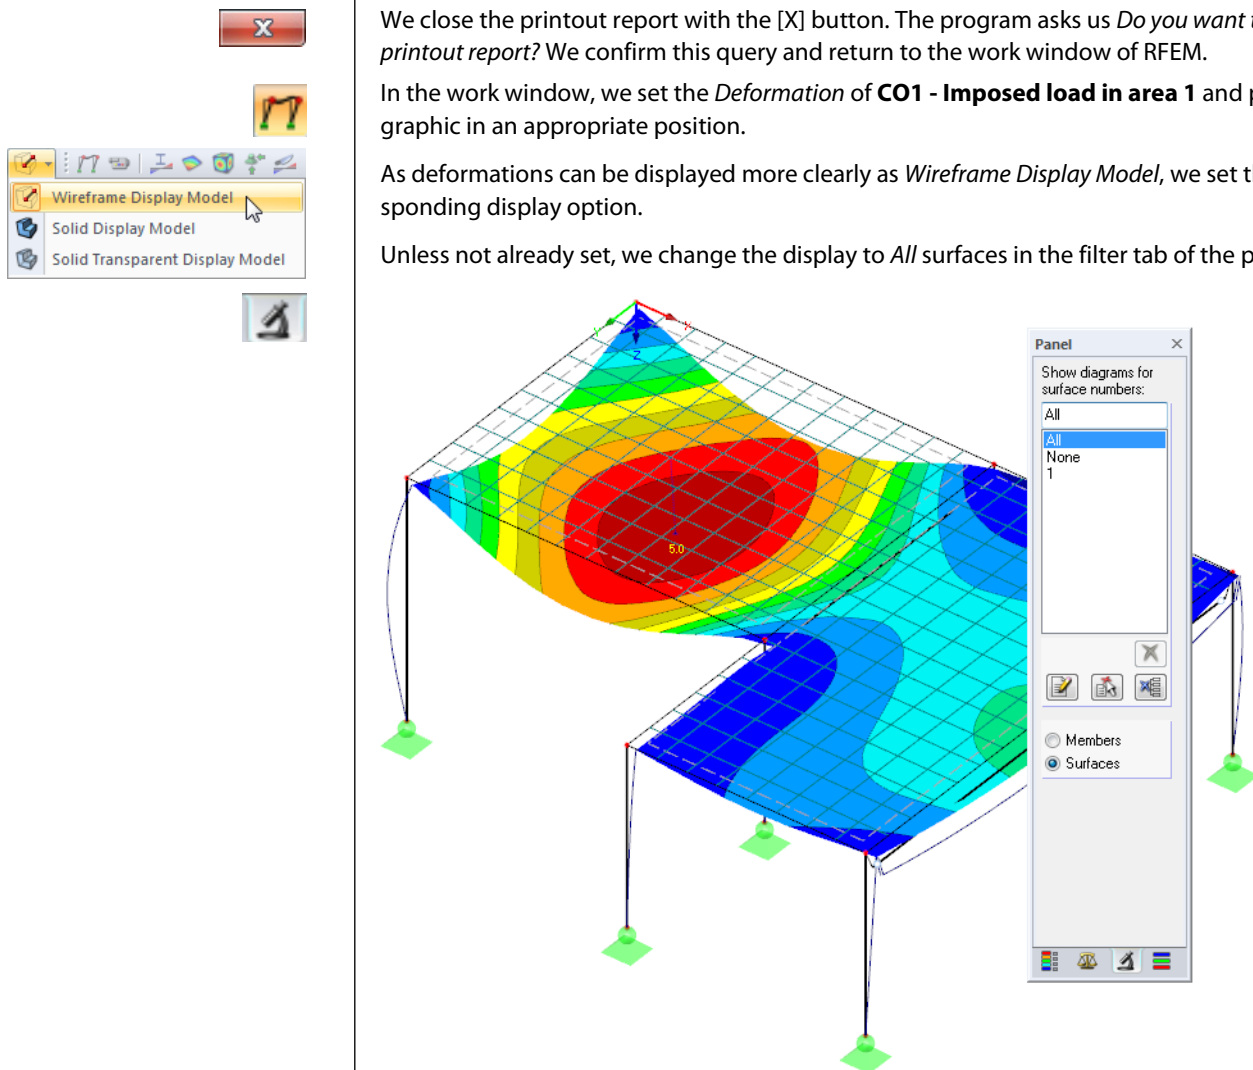 We close the printout report with the [X] button. The program asks us Do you want
printout report? We confirm this query and return to the work window of RFEM.
In the work window, we set the Deformation of CO1 - Imposed load in area 1 and
graphic in an appropriate position.
Wireframe Display Model
Solid Display Model
Solid Transparent Display Model
As deformations can be displayed more clearly as Wireframe Display Model, we set
sponding display option.
Unless not already set, we change the display to All surfaces in the filter tab of the
X
Y
Z
5.0
Panel
Show diagrams for
surface numbers:
All
All
None
1
Members
Surfaces